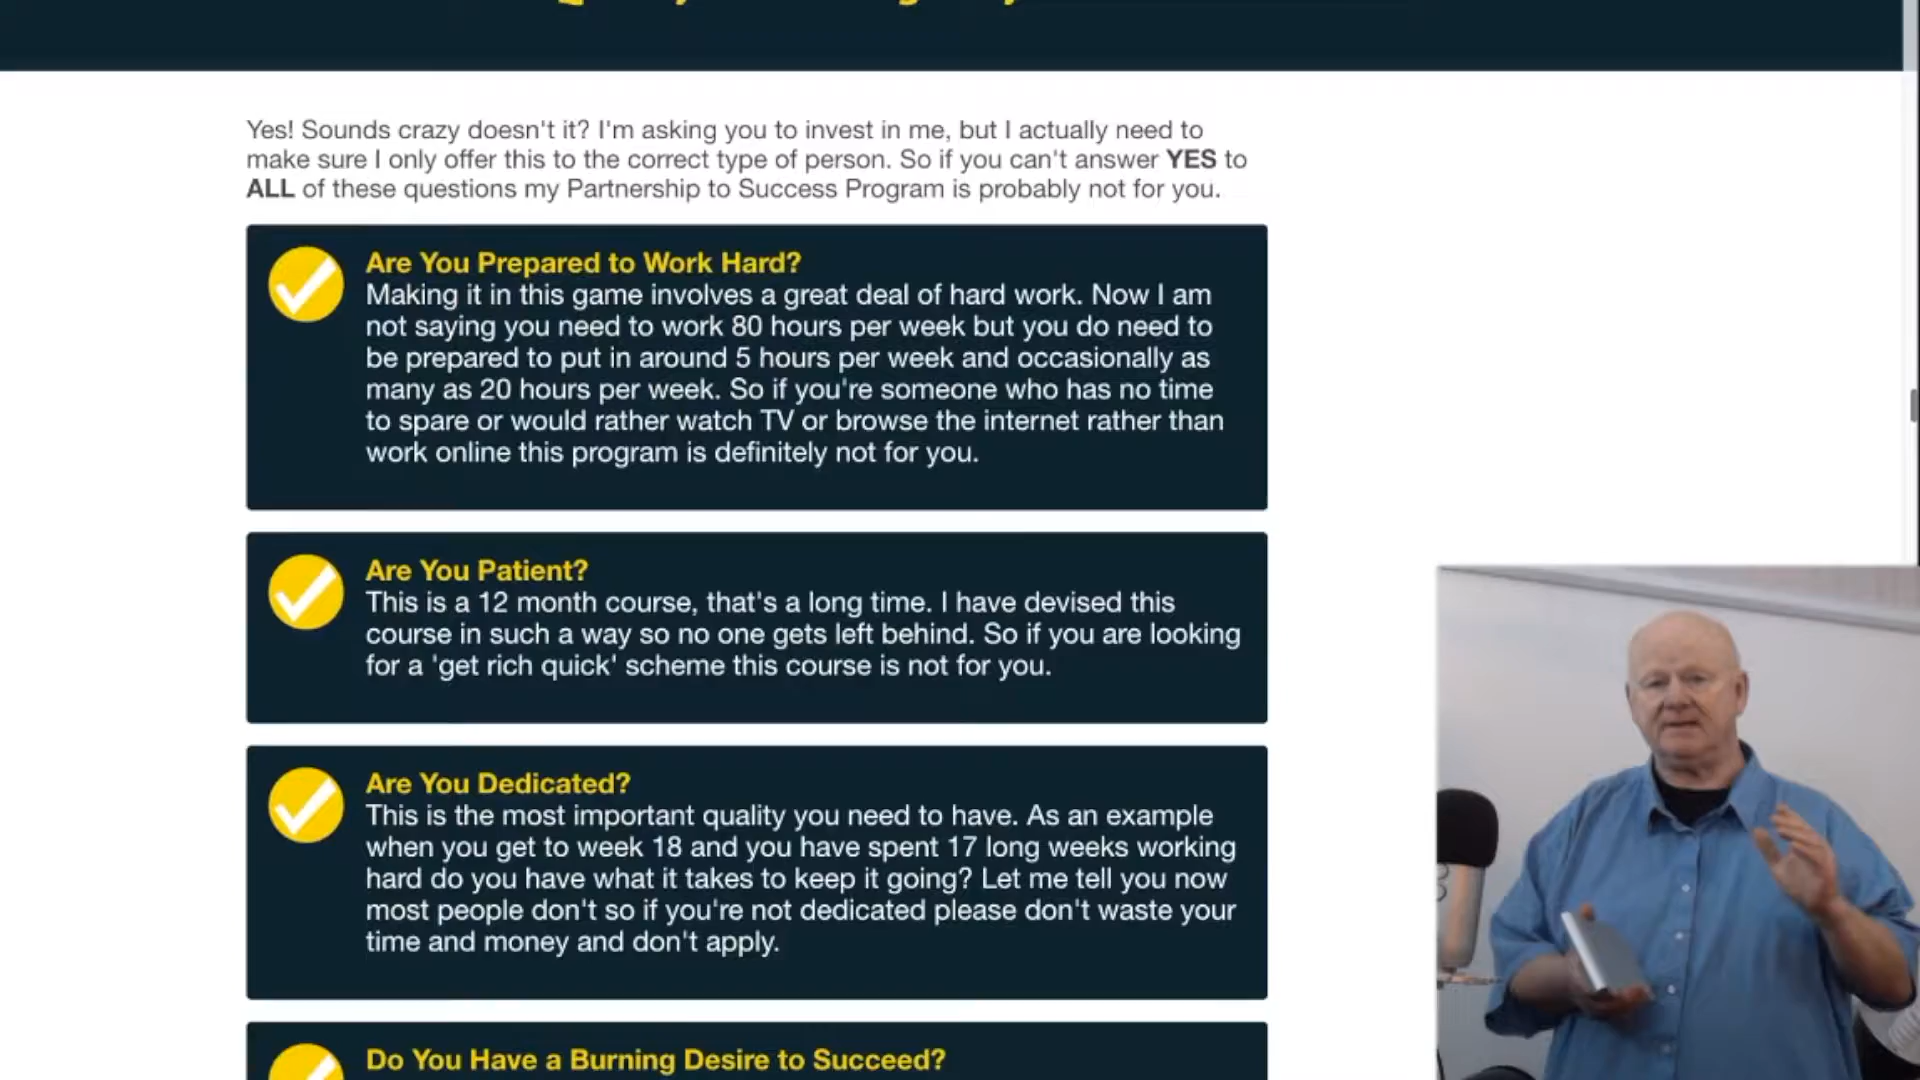 Yes! Sounds crazy doesn't it? I'm asking you to invest in me, but I actually need to
make sure I only offer this to the correct type of person. So if you can't answer YES to
ALL of these questions my Partnership to Success Program is probably not for you.
Are You Prepared to Work Hard?
Making it in this game involves a great deal of hard work. Now I am
not saying you need to work 80 hours per week but you do need to
be prepared to put in around 5 hours per week and occasionally as
many as 20 hours per week. So if you're someone who has no time
to spare or would rather watch TV or browse the internet rather than
work online this program is definitely not for you.
Are You Patient?
This is a 12 month course, that's a long time. I have devised this
course in such a way so no one gets left behind. So if you are looking
for a 'get rich quick' scheme this course is not for you.
Are You Dedicated?
This is the most important quality you need to have. As an example
when you get to week 18 and you have spent 17 long weeks working
hard do you have what it takes to keep it going? Let me tell you now
most people don't so if you're not dedicated please don't waste your
time and money and don't apply.
Do You Have a Burning Desire to Succeed?